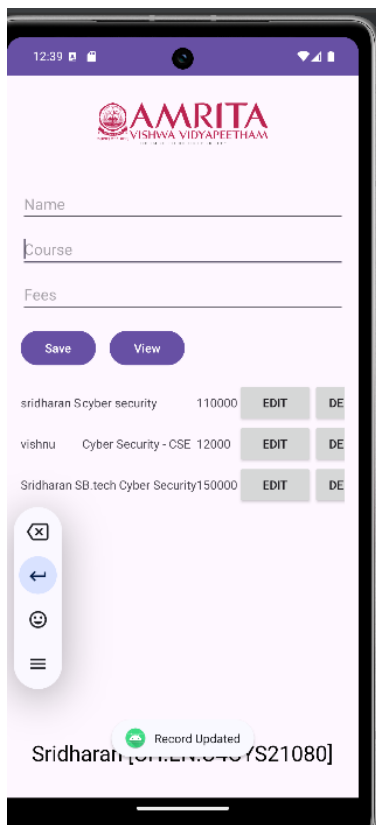 12:39
AMRITA
VISHWA VIDYAPEETHAM
Name
Course
Fees
Save View
sridharan S cyber security 110000 EDIT DE
vishnu Cyber Security - CSE 12000 EDIT DE
Sridharan S B.tech Cyber Security 150000 EDIT DE
Record Updated
Sridharan YS21080]